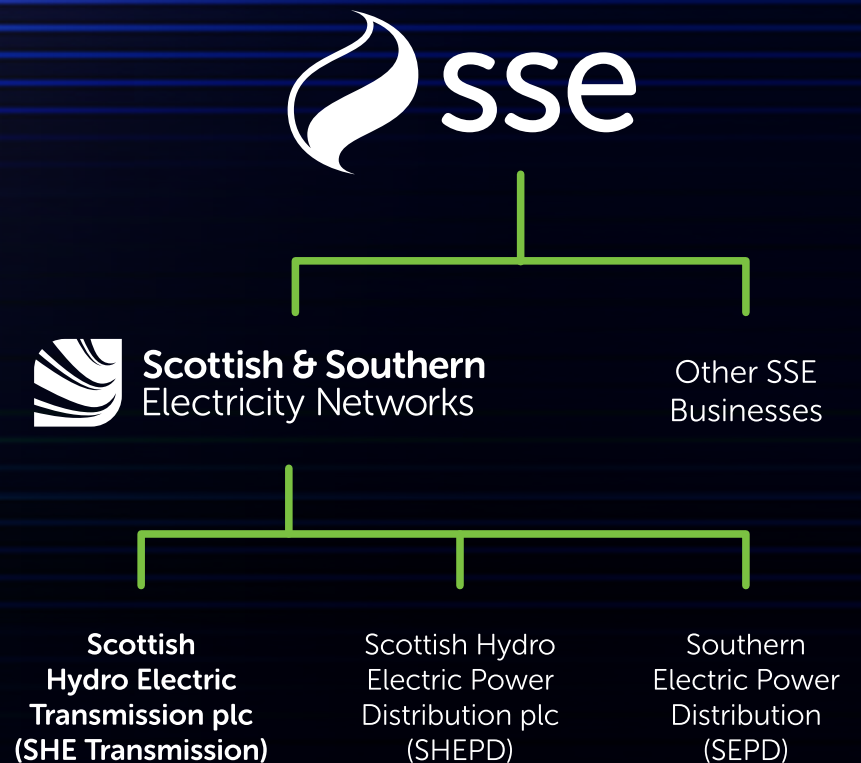 sse
Scottish & Southern
Electricity Networks
Other SSE
Businesses
Scottish
Hydro Electric
Transmission plc
(SHE Transmission)
Scottish Hydro
Electric Power
Distribution plc
(SHEPD)
Southern
Electric Power
Distribution
(SEPD)